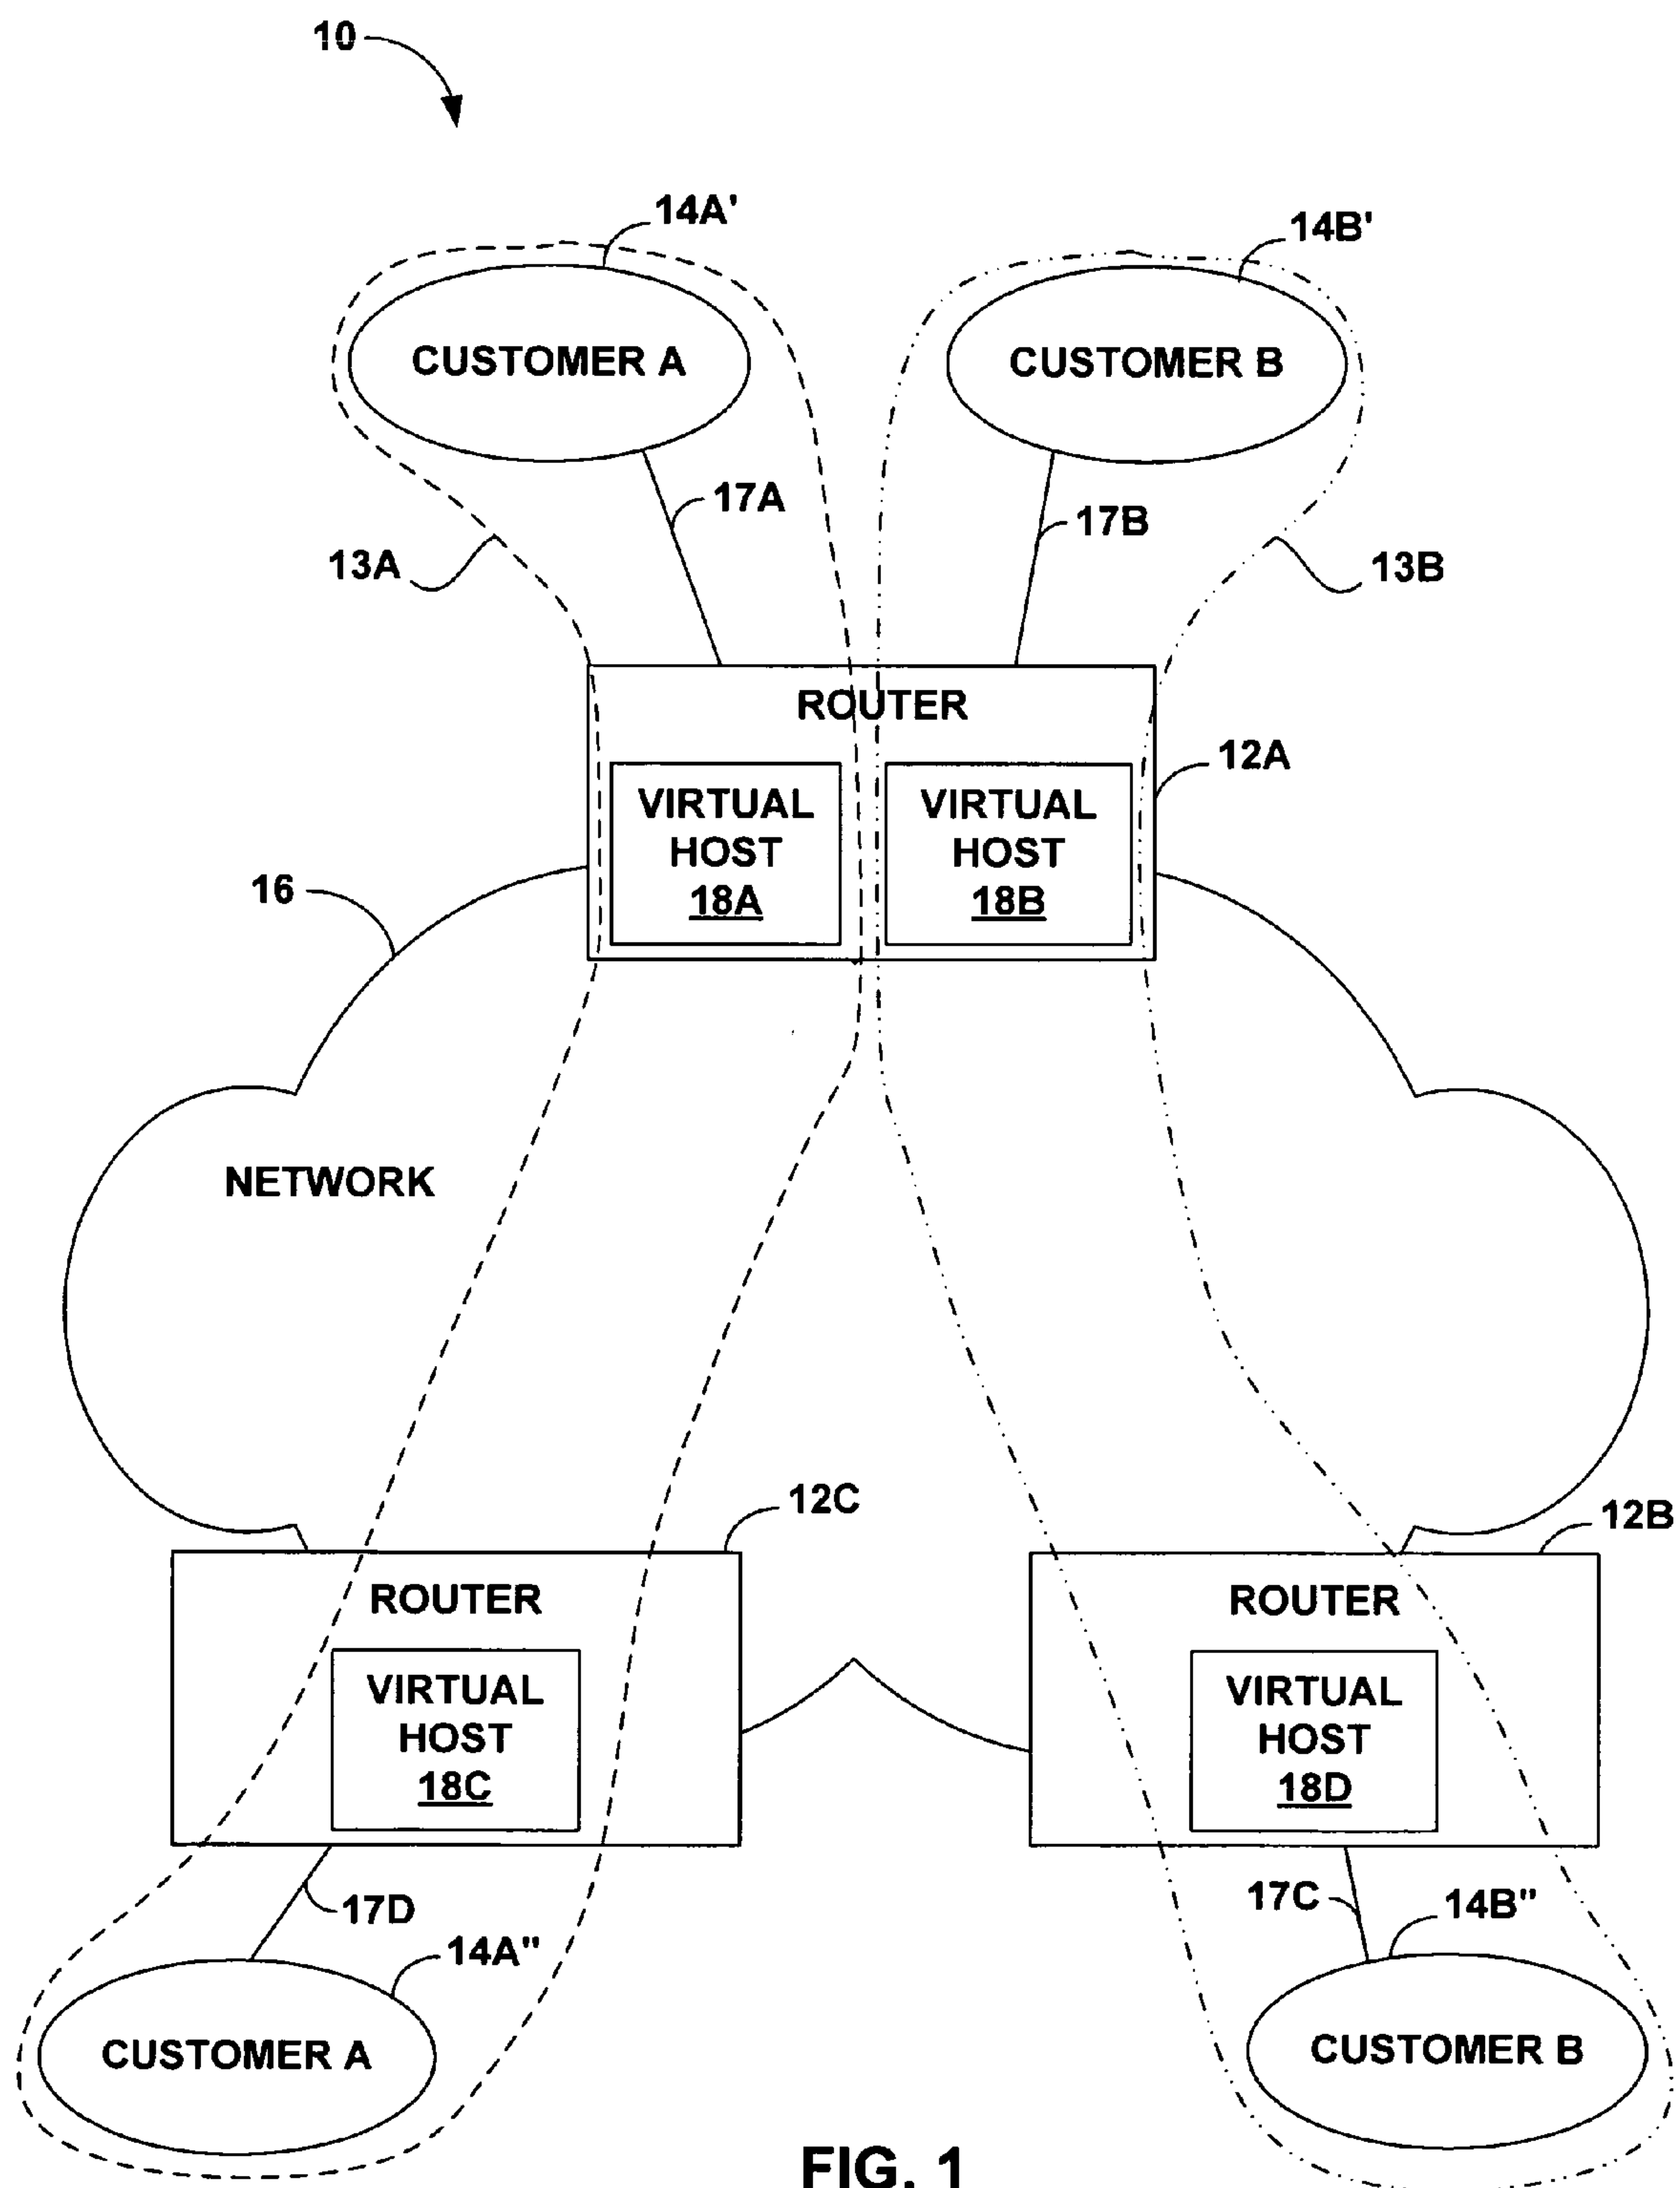 10
14A'
14B'
CUSTOMER A
CUSTOMER B
17A
17B
13A
13B
ROUTER
12A
VIRTUAL
HOST
18A
VIRTUAL
HOST
18B
16
NETWORK
12C
12B
ROUTER
ROUTER
VIRTUAL
HOST
18C
VIRTUAL
HOST
18D
17D
17C
14B"
14A"
CUSTOMER A
CUSTOMER B
FIG. 1